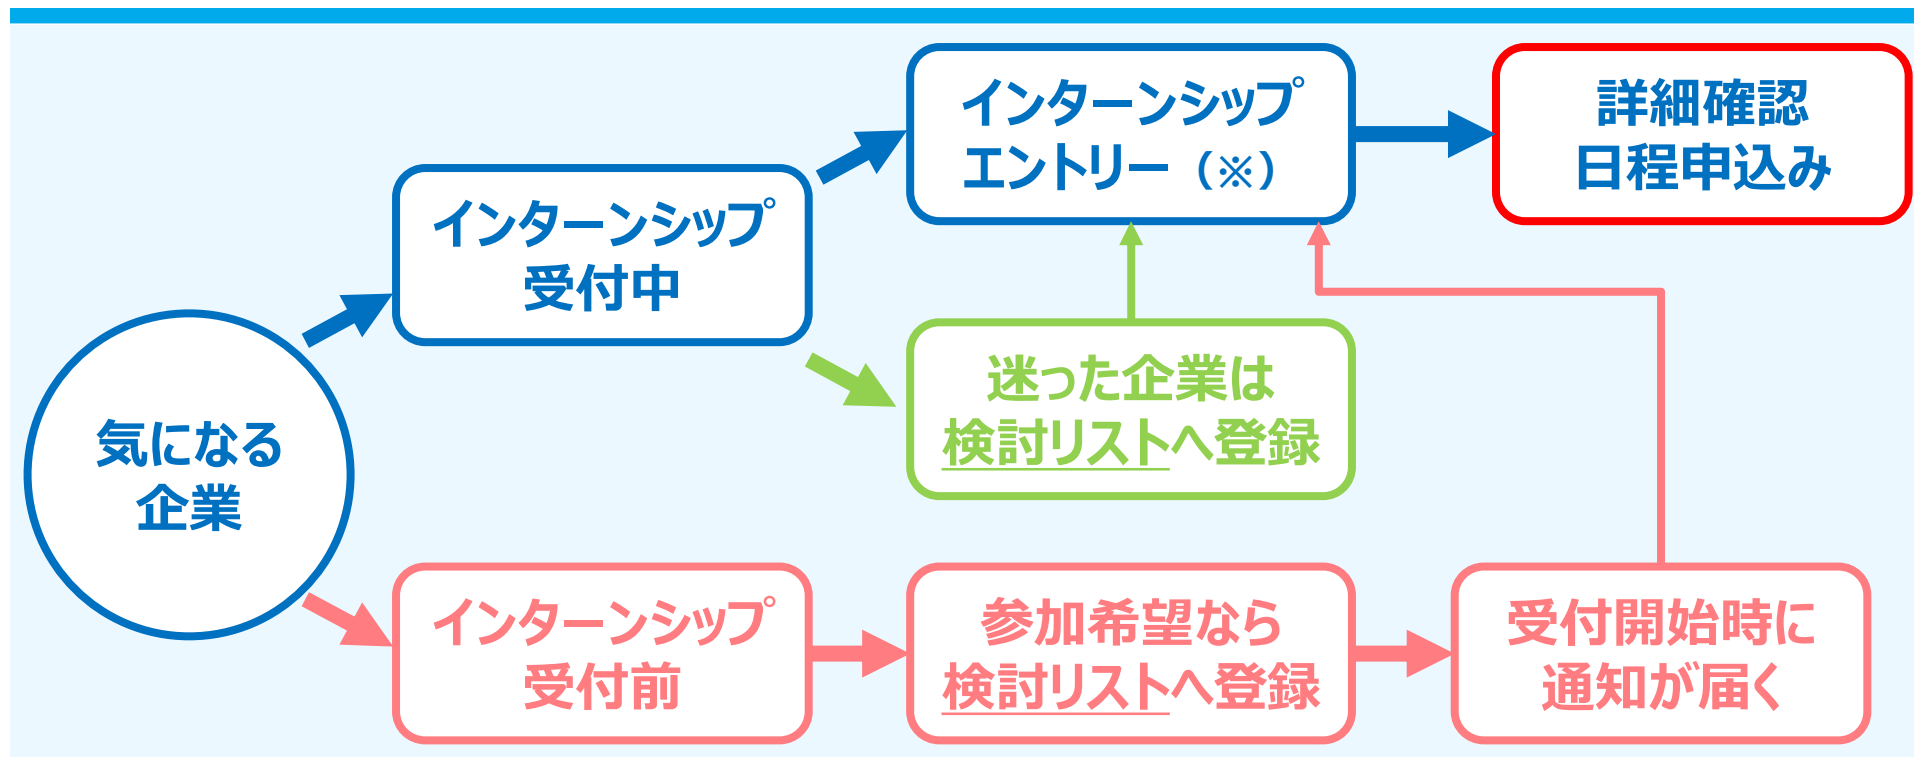 気になる
企業
インターンシップ
受付中
インターンシップ
エントリー（※）
詳細確認
日程申込み
迷った企業は
検討リストへ登録
インターンシップ
受付前
参加希望なら
検討リストへ登録
受付開始時に
通知が届く